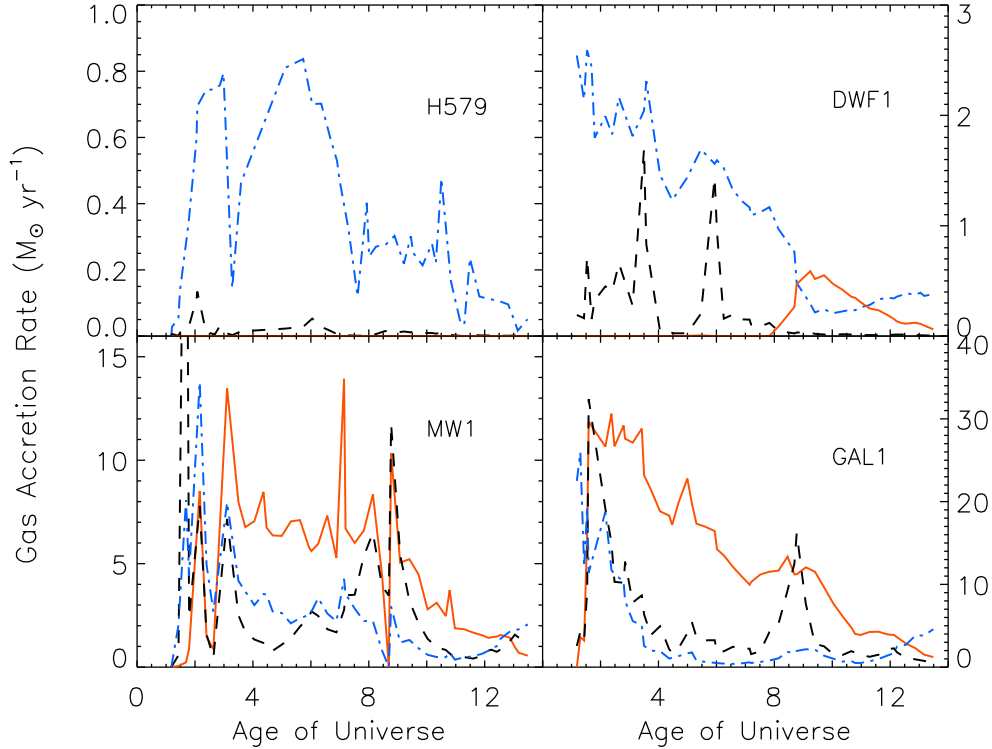 Gas Accretion Rate (M⊙ yr⁻¹)
1.0
0.8
0.6
0.4
0.2
0.0
H579
3
2
1
0
DWF1
15
10
5
0
MW1
40
30
20
10
0
GAL1
0 4 8 12
4 8 12
Age of Universe
Age of Universe